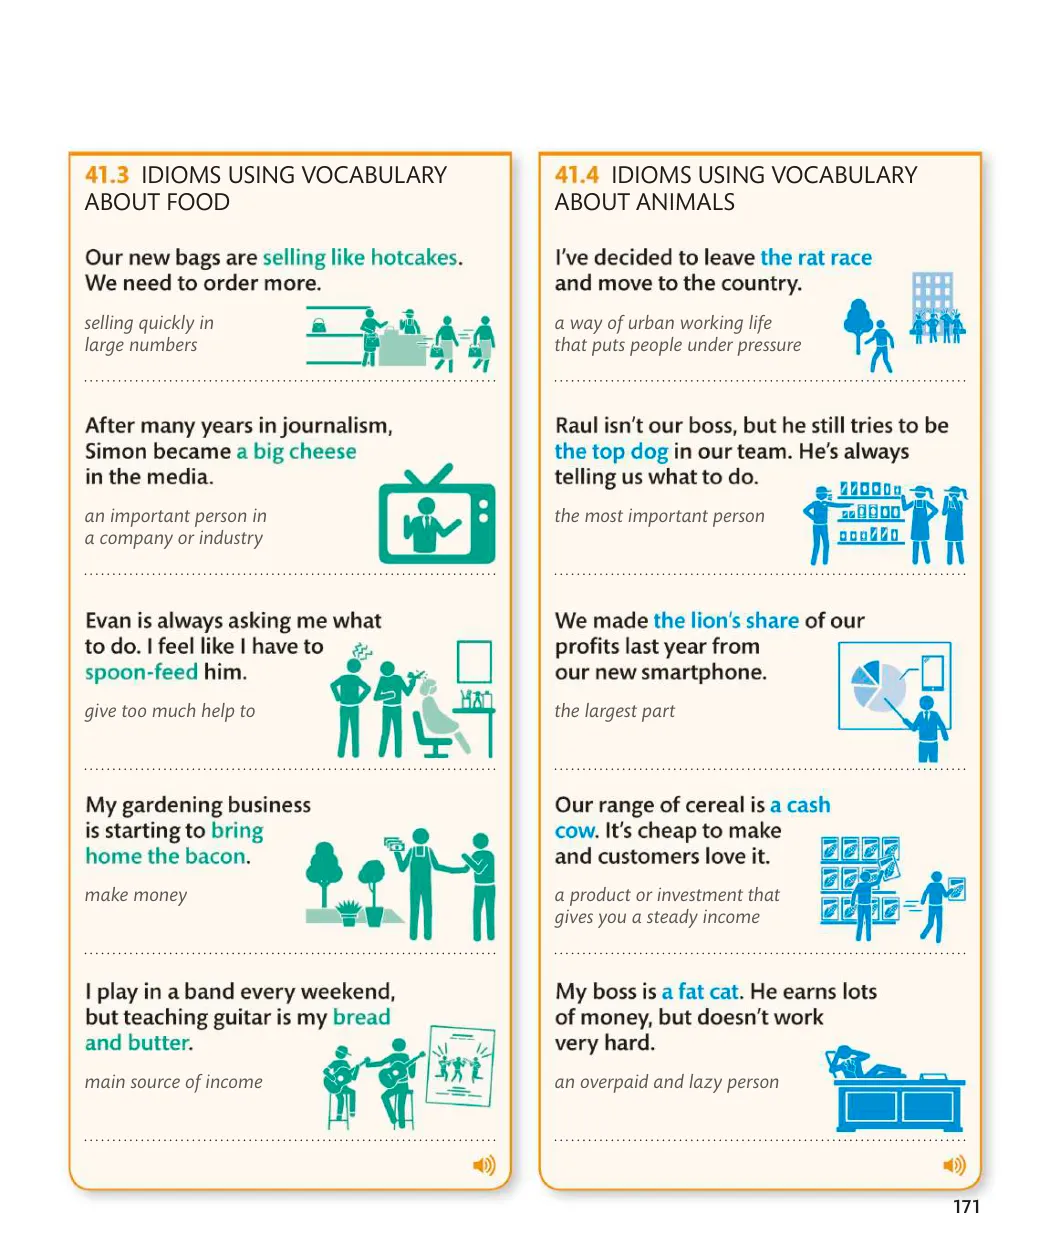 41.3 IDIOMS USING VOCABULARY
ABOUT FOOD
Our new bags are selling like hotcakes.
We need to order more.
selling quickly in
large numbers
After many years in journalism,
Simon became a big cheese
in the media.
an important person in
a company or industry
Evan is always asking me what
to do. I feel like I have to
spoon-feed him.
give too much help to
My gardening business
is starting to bring
home the bacon.
make money
I play in a band every weekend,
but teaching guitar is my bread
and butter.
main source of income
41.4 IDIOMS USING VOCABULARY
ABOUT ANIMALS
I've decided to leave the rat race
and move to the country.
a way of urban working life
that puts people under pressure
Raul isn't our boss, but he still tries to be
the top dog in our team. He's always
telling us what to do.
the most important person
We made the lion's share of our
profits last year from
our new smartphone.
the largest part
Our range of cereal is a cash
cow. It's cheap to make
and customers love it.
a product or investment that
gives you a steady income
My boss is a fat cat. He earns lots
of money, but doesn't work
very hard.
an overpaid and lazy person
171